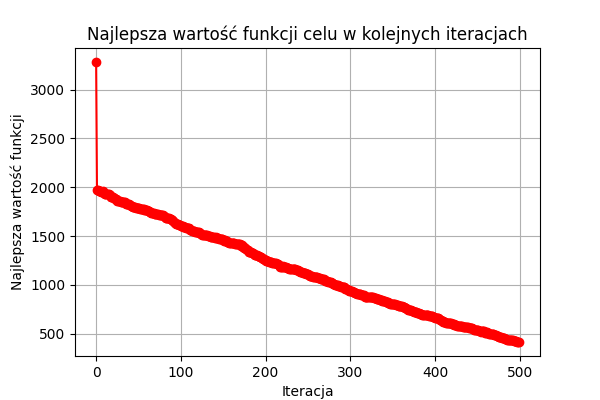 Najlepsza wartość funkcji celu w kolejnych iteracjach
Najlepsza wartość funkcji
3000
2500
2000
1500
1000
500
0 100 200 300 400 500
Iteracja